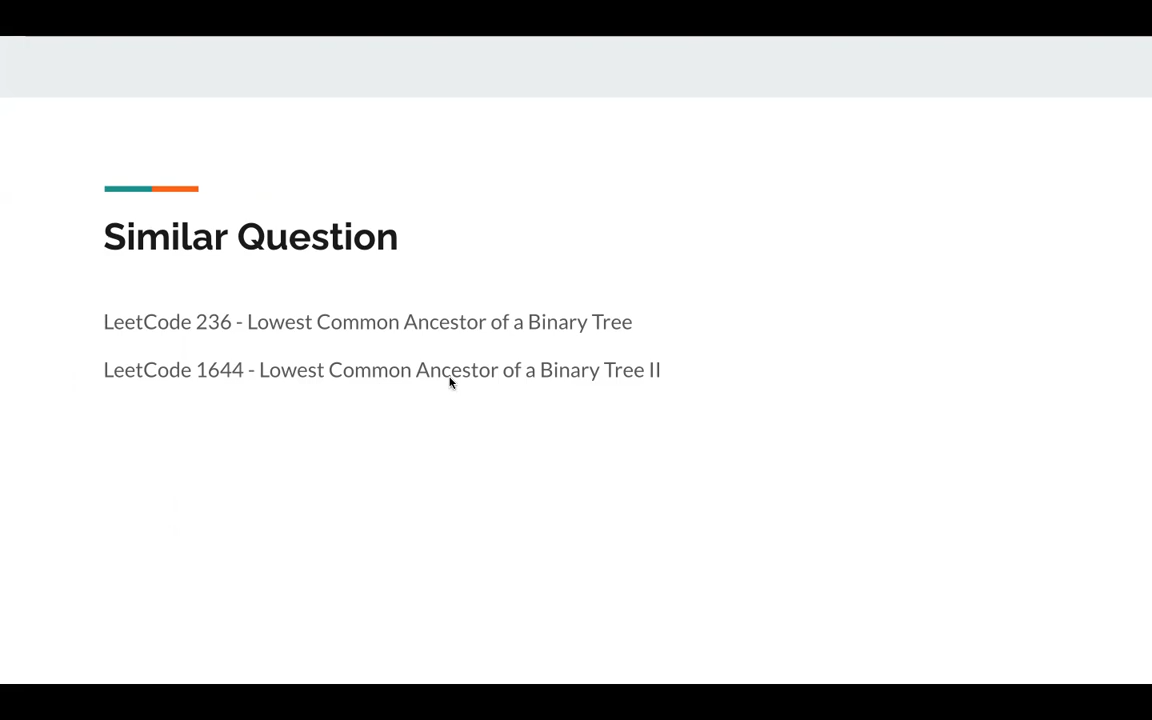 Similar Question
LeetCode 236 - Lowest Common Ancestor of a Binary Tree
LeetCode 1644 - Lowest Common Ancestor of a Binary Tree II